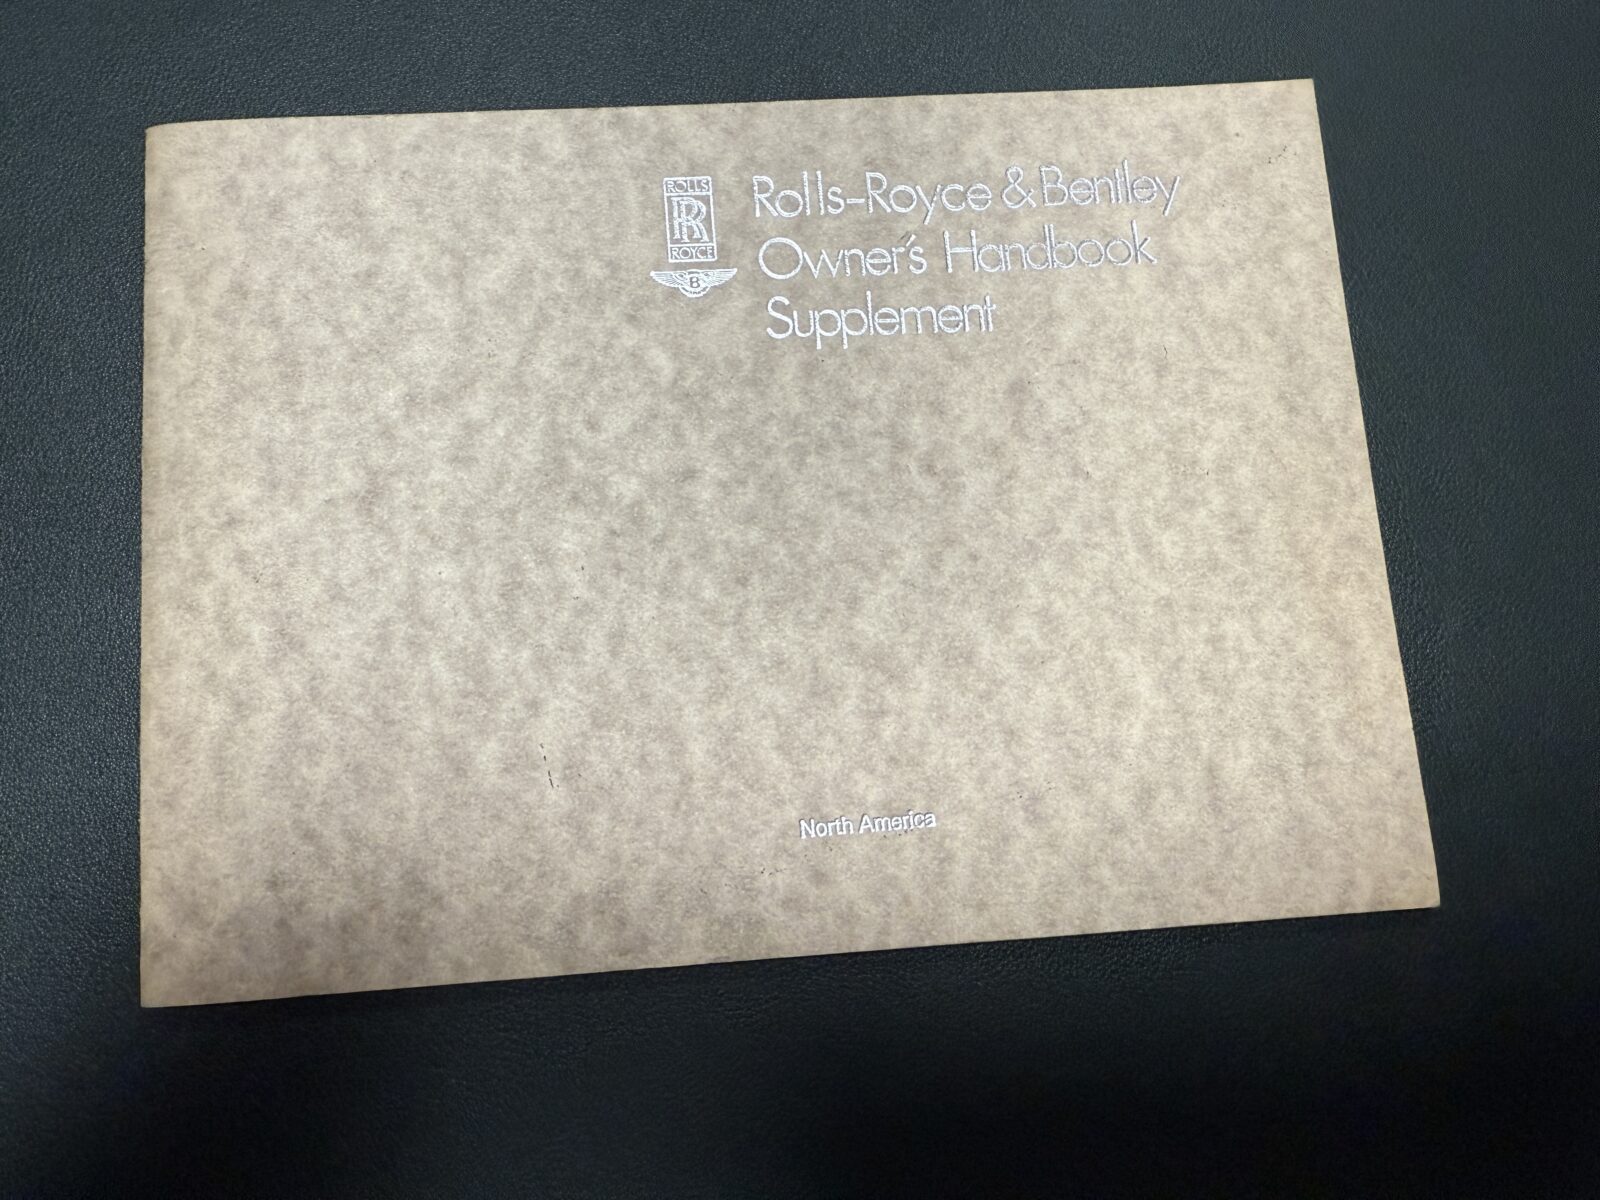 ROLLS
RR
ROYCE
B
Rolls-Royce & Bentley
Owner's Handbook
Supplement
North America